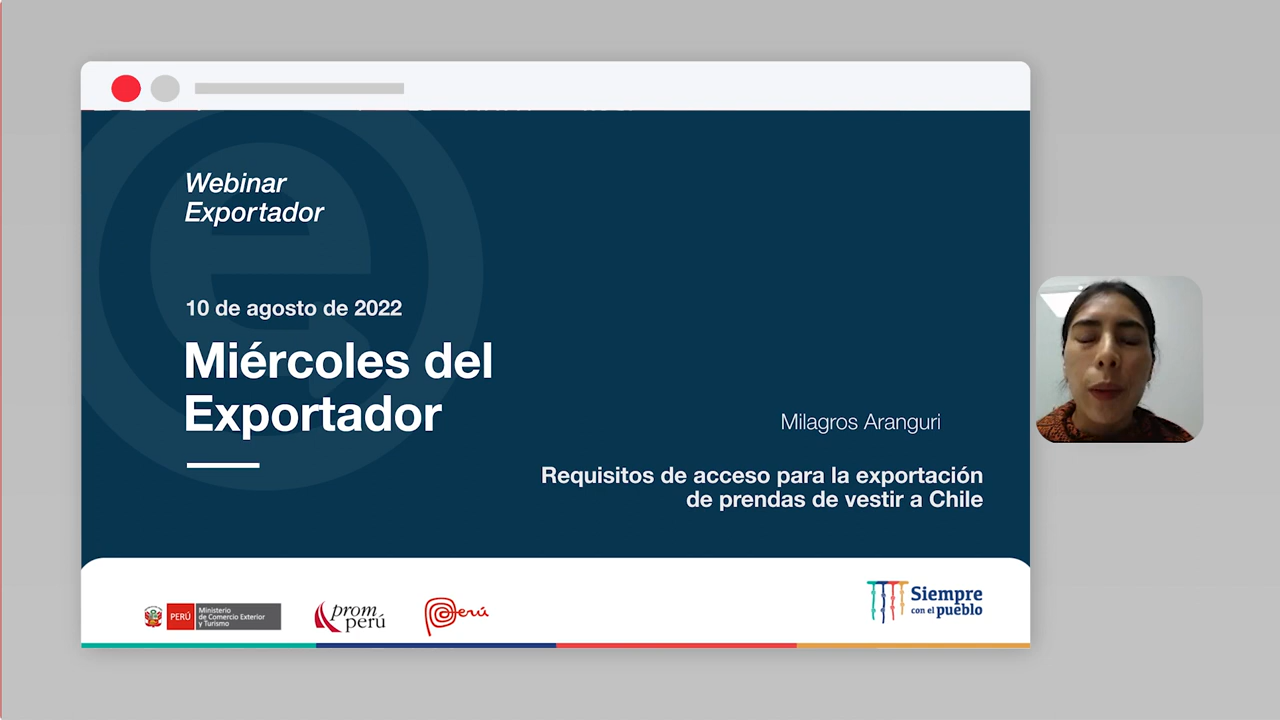 Webinar
Exportador
10 de agosto de 2022
Miércoles del
Exportador
Milagros Aranguri
Requisitos de acceso para la exportación
de prendas de vestir a Chile
PERÚ
Ministerio
de Comercio Exterior
y Turismo
prom
perú
Perú
Siempre
con el pueblo